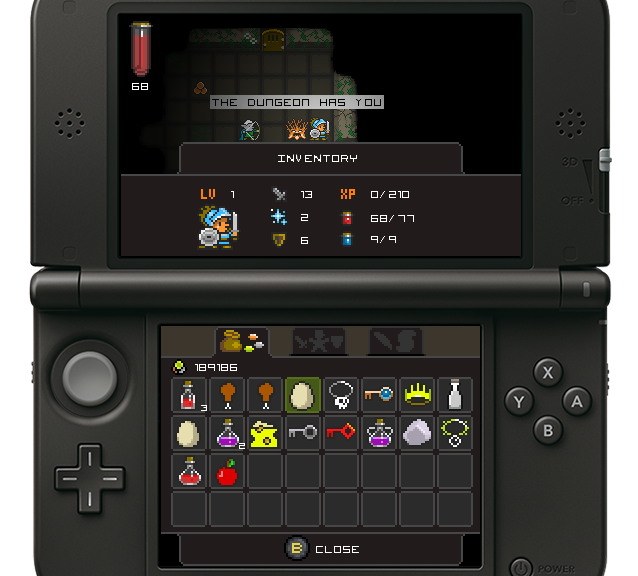 68
THE DUNGEON HAS YOU
3D
OFF
INVENTORY
LV 1 13 XP 0/210
2 68/77
6 9/9
189186
3
2
X
Y A
B
B CLOSE
POWER